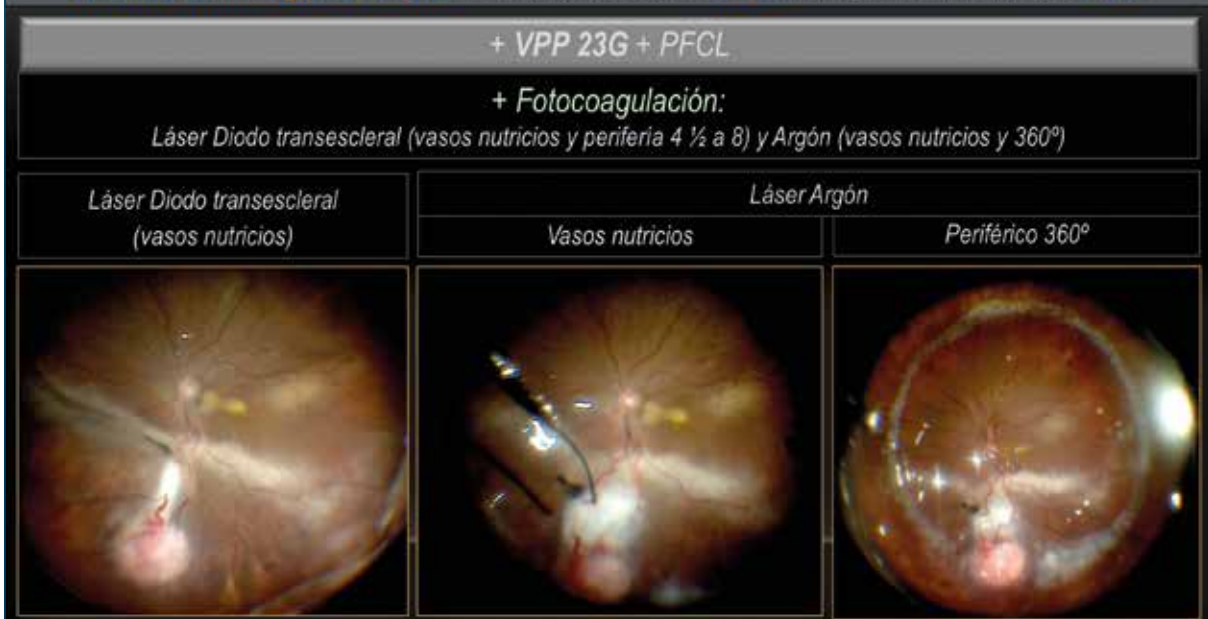 + VPP 23G + PFCL
+ Fotocoagulación:
Láser Diodo transescleral (vasos nutricios y periferia 4 ½ a 8) y Argón (vasos nutricios y 360º)
Láser Diodo transescleral
(vasos nutricios)
Láser Argón
Vasos nutricios
Periférico 360º